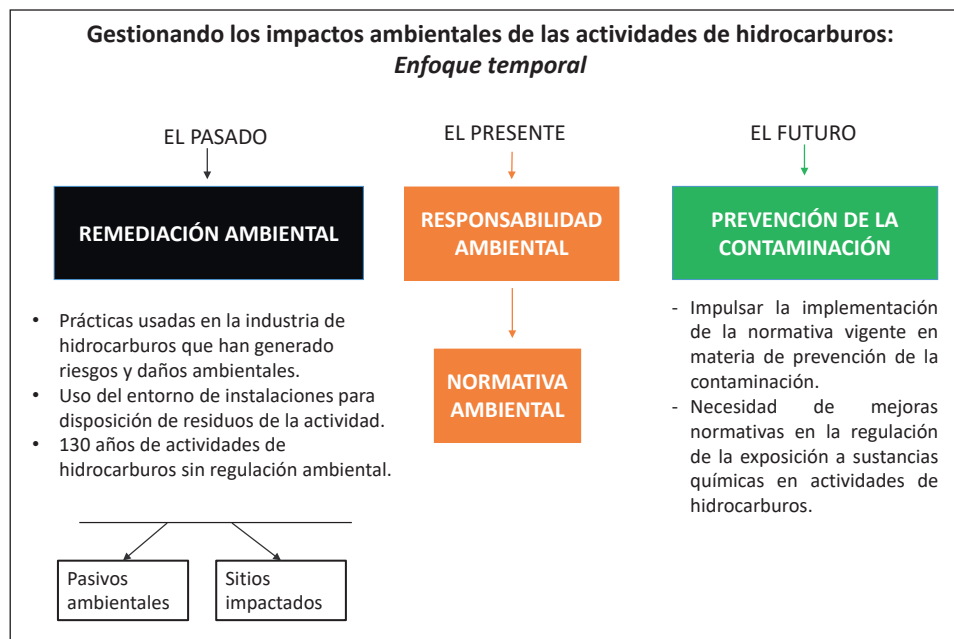 Gestionando los impactos ambientales de las actividades de hidrocarburos:
Enfoque temporal
EL PASADO
REMEDIACIÓN AMBIENTAL
• Prácticas usadas en la industria de
hidrocarburos que han generado
riesgos y daños ambientales.
• Uso del entorno de instalaciones para
disposición de residuos de la actividad.
• 130 años de actividades de
hidrocarburos sin regulación ambiental.
Pasivos
ambientales
Sitios
impactados
EL PRESENTE
RESPONSABILIDAD
AMBIENTAL
NORMATIVA
AMBIENTAL
EL FUTURO
PREVENCIÓN DE LA
CONTAMINACIÓN
- Impulsar la implementación
de la normativa vigente en
materia de prevención de la
contaminación.
- Necesidad de mejoras
normativas en la regulación
de la exposición a sustancias
químicas en actividades de
hidrocarburos.